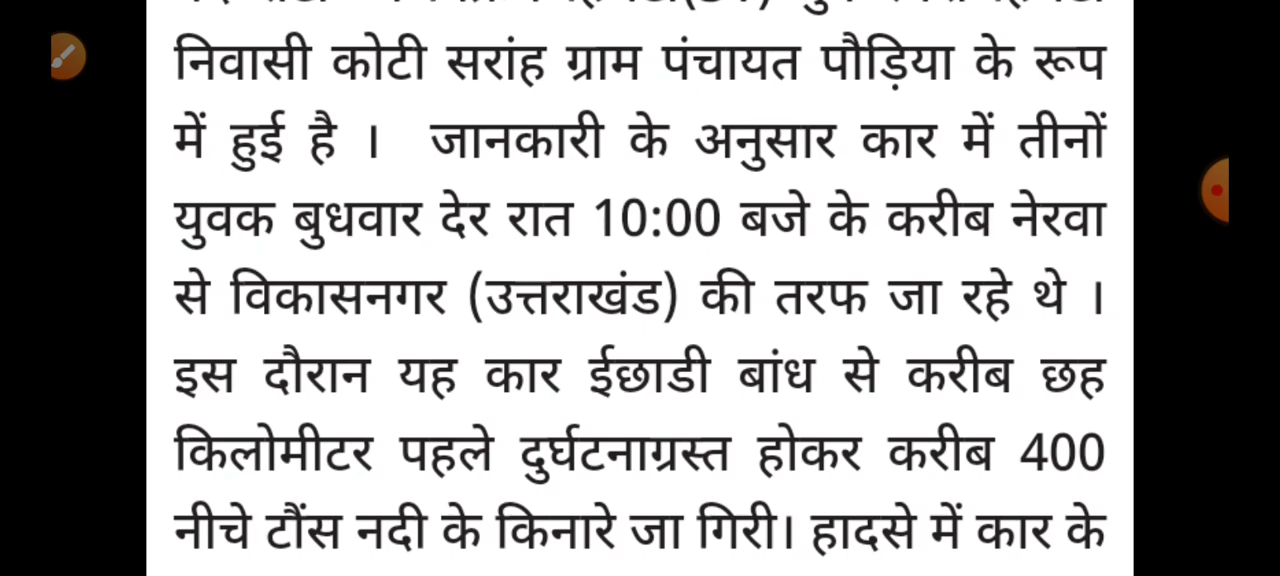 निवासी कोटी सरांह ग्राम पंचायत पौड़िया के रूप
में हुई है । जानकारी के अनुसार कार में तीनों
युवक बुधवार देर रात 10:00 बजे के करीब नेरवा
से विकासनगर (उत्तराखंड) की तरफ जा रहे थे ।
इस दौरान यह कार ईछाडी बांध से करीब छह
किलोमीटर पहले दुर्घटनाग्रस्त होकर करीब 400
नीचे टौंस नदी के किनारे जा गिरी। हादसे में कार के